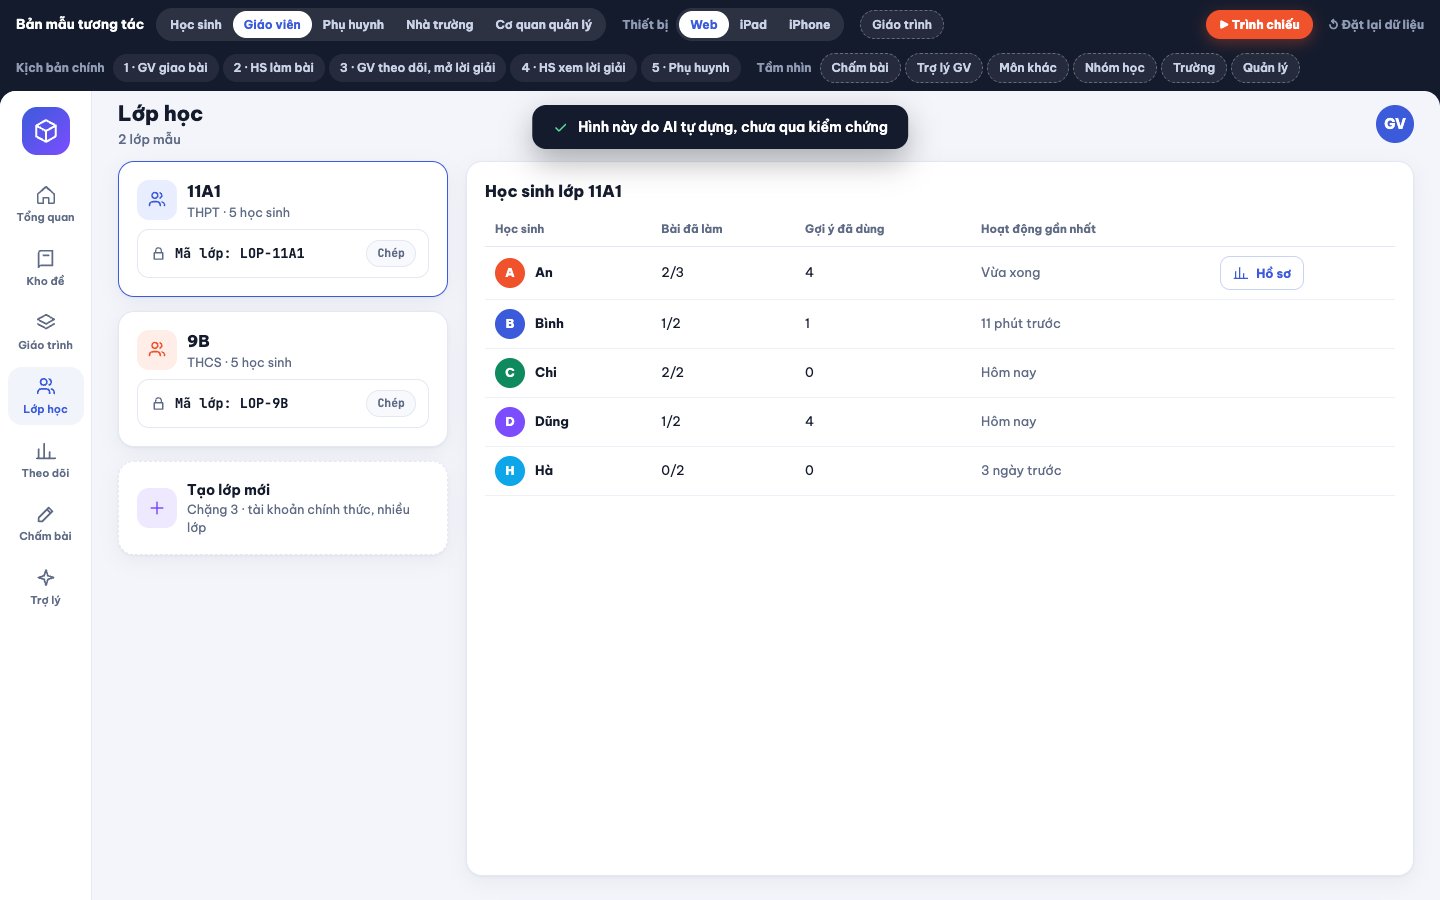 Bản mẫu tương tác Học sinh Giáo viên Phụ huynh Nhà trường Cơ quan quản lý Thiết bị Web iPad iPhone Giáo trình Trình chiếu Đặt lại dữ liệu
Kịch bản chính 1 · GV giao bài 2 · HS làm bài 3 · GV theo dõi, mở lời giải 4 · HS xem lời giải 5 · Phụ huynh Tầm nhìn Chấm bài Trợ lý GV Môn khác Nhóm học Trường Quản lý
Lớp học
2 lớp mẫu
Hình này do AI tự dựng, chưa qua kiểm chứng
GV
Tổng quan
Kho đề
Giáo trình
Lớp học
Theo dõi
Chấm bài
Trợ lý
11A1
THPT · 5 học sinh
Mã lớp: LOP-11A1 Chép
9B
THCS · 5 học sinh
Mã lớp: LOP-9B Chép
Tạo lớp mới
Chặng 3 · tài khoản chính thức, nhiều
lớp
Học sinh lớp 11A1
Học sinh Bài đã làm Gợi ý đã dùng Hoạt động gần nhất
A An 2/3 4 Vừa xong Hồ sơ
B Bình 1/2 1 11 phút trước
C Chi 2/2 0 Hôm nay
D Dũng 1/2 4 Hôm nay
H Hà 0/2 0 3 ngày trước